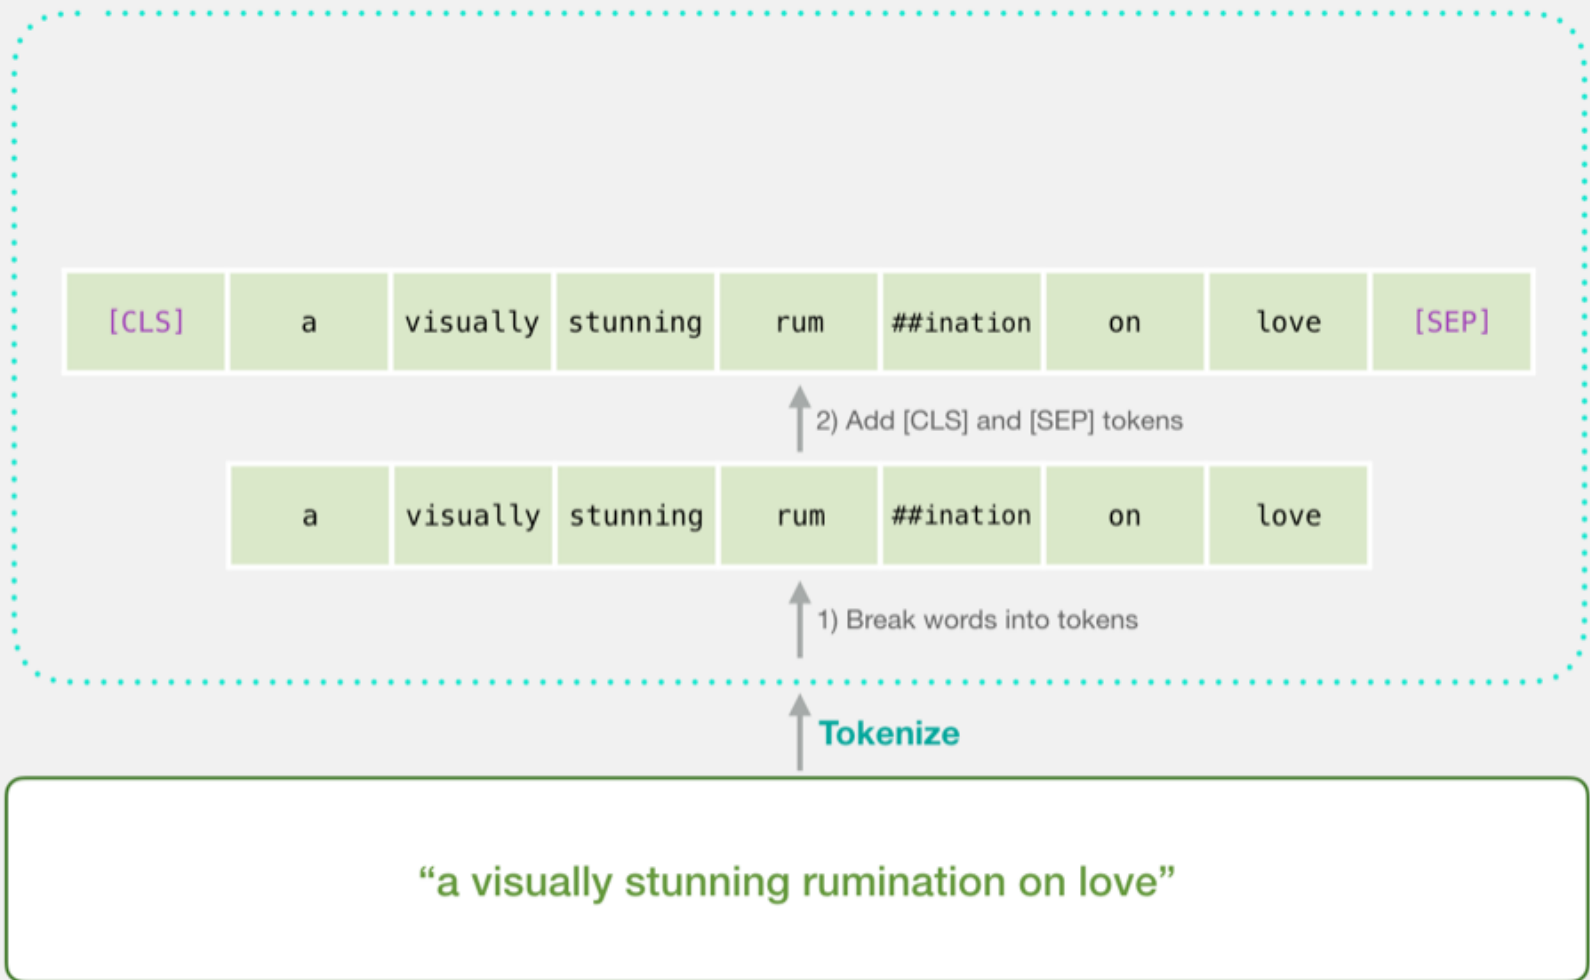 [CLS] a visually stunning rum ##ination on love [SEP]
2) Add [CLS] and [SEP] tokens
a visually stunning rum ##ination on love
1) Break words into tokens
Tokenize
“a visually stunning rumination on love”